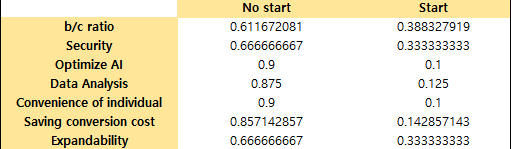 No start Start
b/c ratio 0.611672081 0.388327919
Security 0.666666667 0.333333333
Optimize AI 0.9 0.1
Data Analysis 0.875 0.125
Convenience of individual 0.9 0.1
Saving conversion cost 0.857142857 0.142857143
Expandability 0.666666667 0.333333333